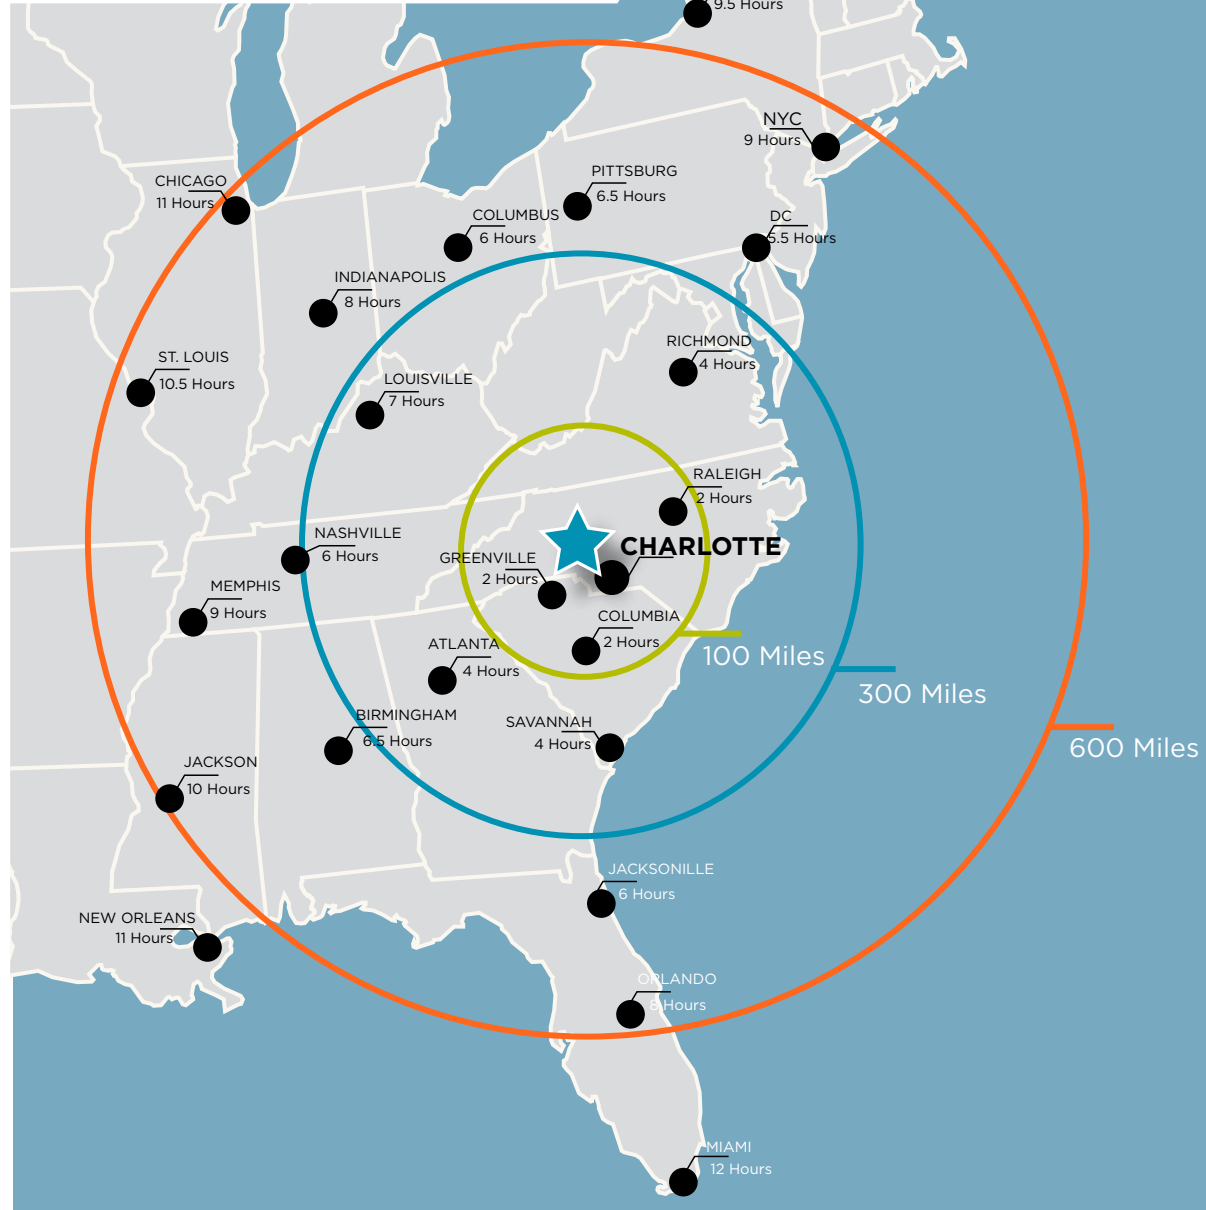 9.5 Hours
NYC
9 Hours
PITTSBURG
6.5 Hours
CHICAGO
11 Hours
COLUMBUS
6 Hours
DC
5.5 Hours
INDIANAPOLIS
8 Hours
RICHMOND
4 Hours
ST. LOUIS
10.5 Hours
LOUISVILLE
7 Hours
RALEIGH
2 Hours
NASHVILLE
6 Hours
CHARLOTTE
GREENVILLE
2 Hours
MEMPHIS
9 Hours
COLUMBIA
2 Hours
ATLANTA
4 Hours
100 Miles
300 Miles
BIRMINGHAM
6.5 Hours
SAVANNAH
4 Hours
600 Miles
JACKSON
10 Hours
JACKSONILLE
6 Hours
NEW ORLEANS
11 Hours
ORLANDO
8 Hours
MIAMI
12 Hours